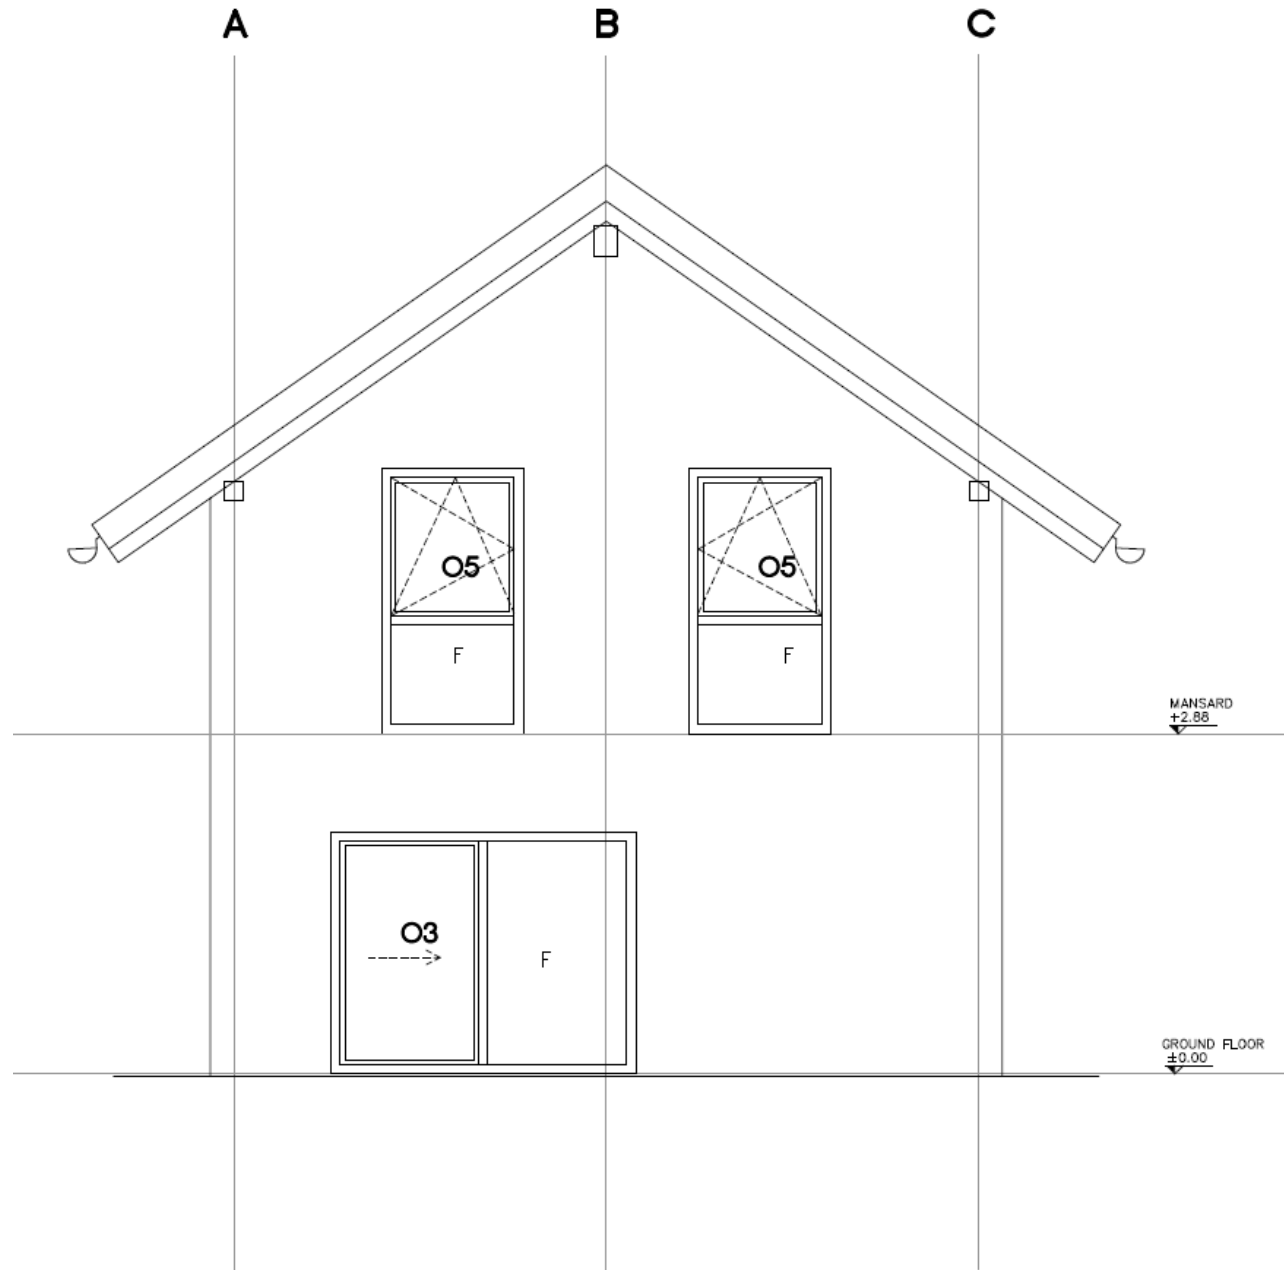 A B C
O5 O5
F F
MANSARD
+2.88
O3
F
GROUND FLOOR
±0.00